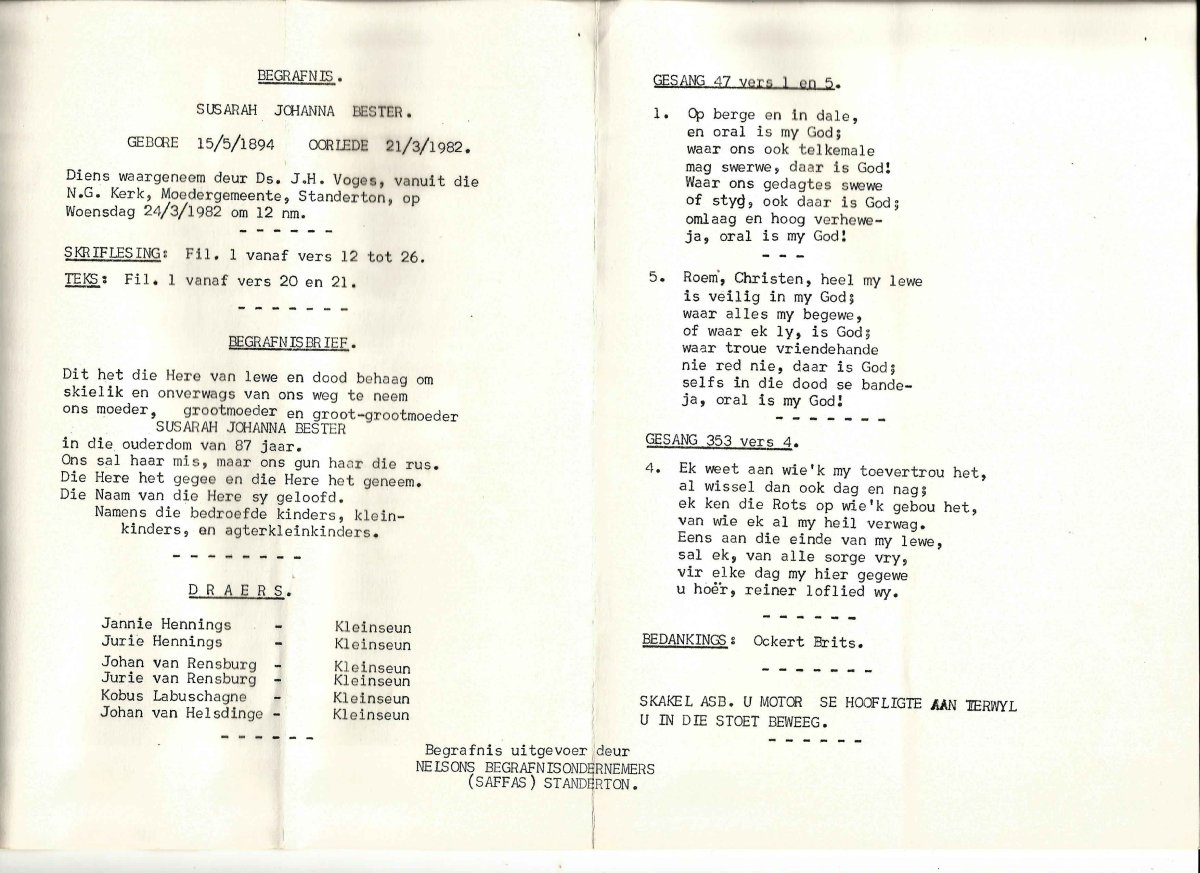 BEGRAFNIS.
SUSARAH JOHANNA BESTER.
GEBORE 15/5/1894 OORLEDE 21/3/1982.
Diens waargeneem deur Ds. J.H. Voges, vanuit die
N.G. Kerk, Moedergemeente, Standerton, op
Woensdag 24/3/1982 om 12 nm.
- - - - - -
SKRIFLESING: Fil. 1 vanaf vers 12 tot 26.
TEKS: Fil. 1 vanaf vers 20 en 21.
- - - - - - -
BEGRAFNISBRIEF.
Dit het die Here van lewe en dood behaag om
skielik en onverwags van ons weg te neem
ons moeder, grootmoeder en groot-grootmoeder
SUSARAH JOHANNA BESTER
in die ouderdom van 87 jaar.
Ons sal haar mis, maar ons gun haar die rus.
Die Here het gegee en die Here het geneem.
Die Naam van die Here sy geloofd.
Namens die bedroefde kinders, klein-
kinders, en agterkleinkinders.
- - - - - - - -
D R A E R S.
Jannie Hennings - Kleinseun
Jurie Hennings - Kleinseun
Johan van Rensburg - Kleinseun
Jurie van Rensburg - Kleinseun
Kobus Labuschagne - Kleinseun
Johan van Helsdinge - Kleinseun
- - - - - -
GESANG 47 vers 1 en 5.
1. Op berge en in dale,
en oral is my God;
waar ons ook telkemale
mag swerwe, daar is God!
Waar ons gedagtes swewe
of styg, ook daar is God;
omlaag en hoog verhewe-
ja, oral is my God!
- - -
5. Roem, Christen, heel my lewe
is veilig in my God;
waar alles my begewe,
of waar ek ly, is God;
waar troue vriendehande
nie red nie, daar is God;
selfs in die dood se bande-
ja, oral is my God!
- - - - - - -
GESANG 353 vers 4.
4. Ek weet aan wie'k my toevertrou het,
al wissel dan ook dag en nag;
ek ken die Rots op wie'k gebou het,
van wie ek al my heil verwag.
Eens aan die einde van my lewe,
sal ek, van alle sorge vry,
vir elke dag my hier gegewe
u hoër, reiner loflied wy.
- - - - - -
BEDANKINGS: Ockert Brits.
- - - - - - -
SKAKEL ASB. U MOTOR SE HOOFLIGTE AAN TERWYL
U IN DIE STOET BEWEEG.
- - - - - -
Begrafnis uitgevoer deur
NELSONS BEGRAFNISONDERNEMERS
(SAFFAS) STANDERTON.